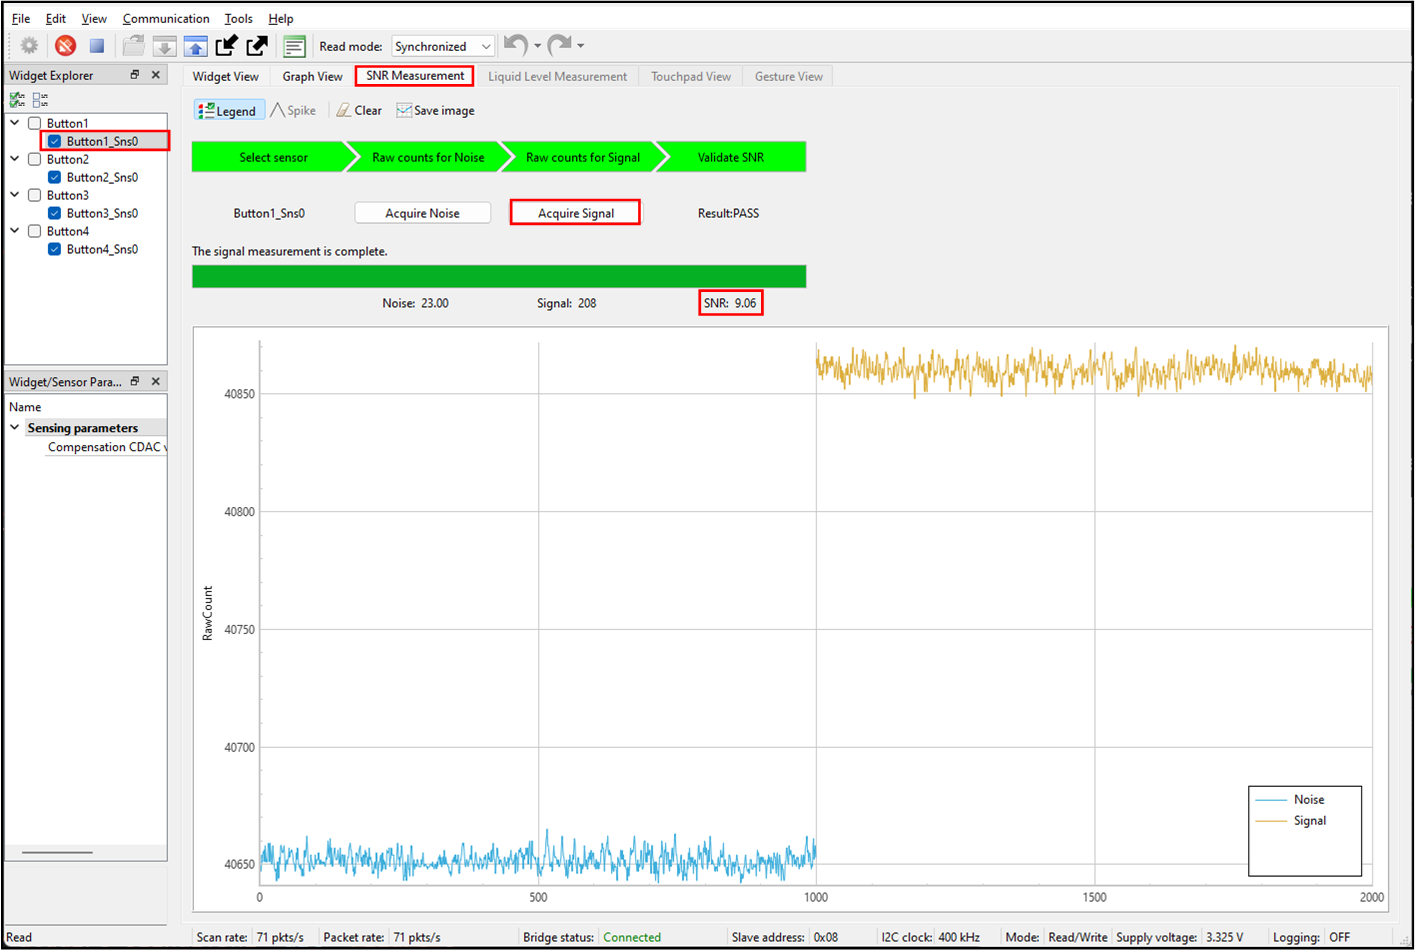 File Edit View Communication Tools Help
Read mode: Synchronized
Widget Explorer
Button1
Button1_Sns0
Button2
Button2_Sns0
Button3
Button3_Sns0
Button4
Button4_Sns0
Widget/Sensor Para...
Name
Sensing parameters
Compensation CDAC v
Widget View Graph View SNR Measurement Liquid Level Measurement Touchpad View Gesture View
Legend Spike Clear Save image
Select sensor Raw counts for Noise Raw counts for Signal Validate SNR
Button1_Sns0 Acquire Noise Acquire Signal Result:PASS
The signal measurement is complete.
Noise: 23.00 Signal: 208 SNR: 9.06
40850
40800
40750
40700
40650
RawCount
0 500 1000 1500 2000
Noise
Signal
Read Scan rate: 71 pkts/s Packet rate: 71 pkts/s Bridge status: Connected Slave address: 0x08 I2C clock: 400 kHz Mode: Read/Write Supply voltage: 3.325 V Logging: OFF